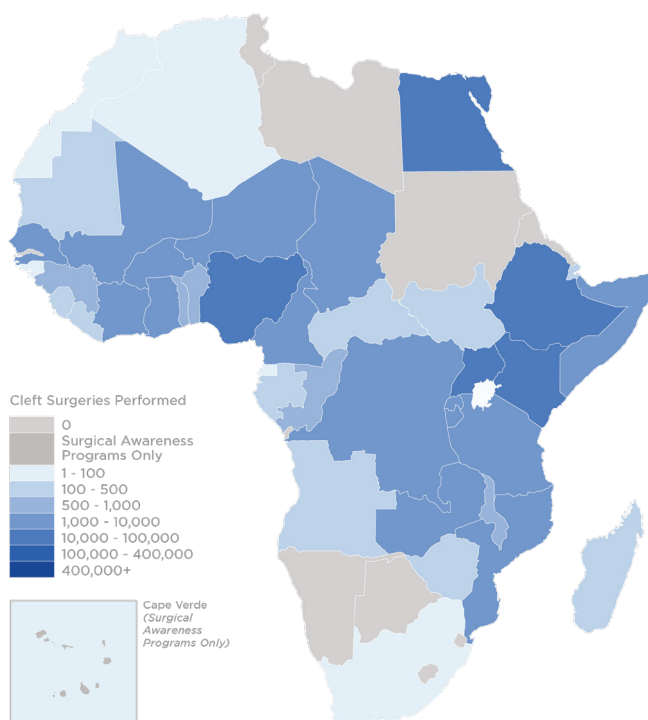 Cleft Surgeries Performed
0
Surgical Awareness
Programs Only
1 - 100
100 - 500
500 - 1,000
1,000 - 10,000
10,000 - 100,000
100,000 - 400,000
400,000+
Cape Verde
(Surgical
Awareness
Programs Only)